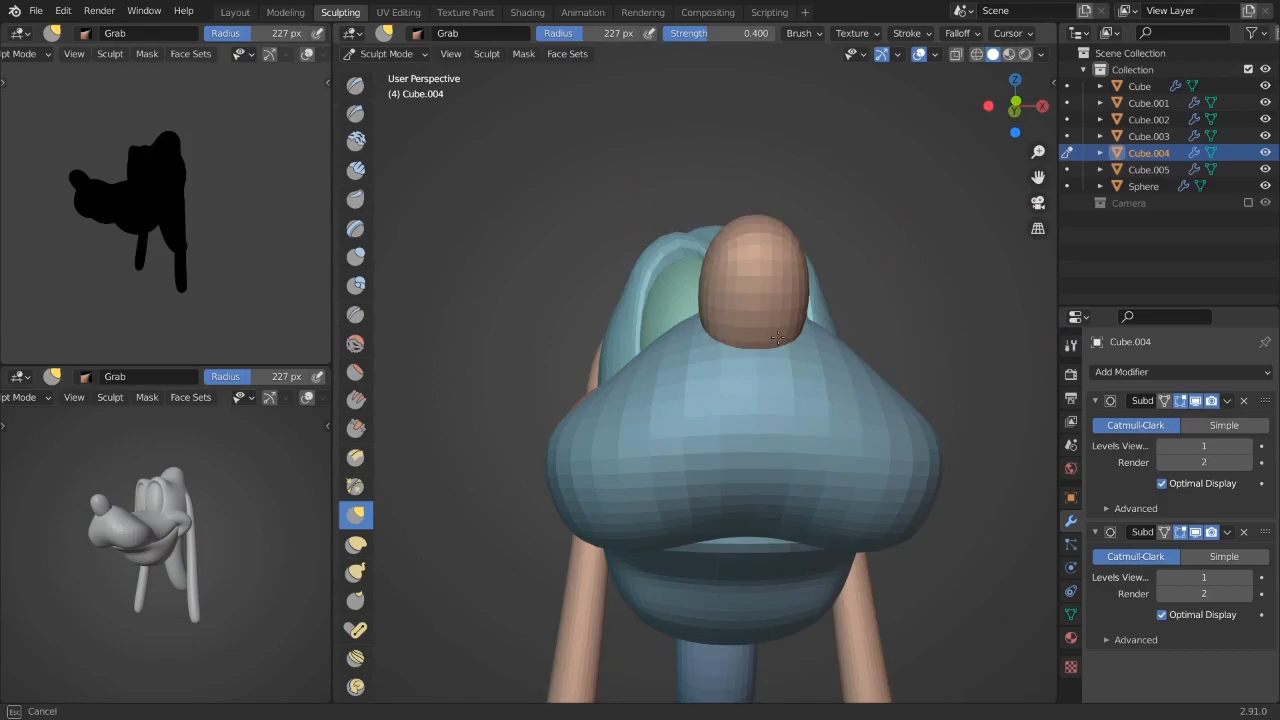 File Edit Render Window Help Layout Modeling Sculpting UV Editing Texture Paint Shading Animation Rendering Compositing Scripting + Scene View Layer
Grab Radius 227 px Grab Radius 227 px Strength 0.400 Brush Texture Stroke Falloff Cursor
pt Mode View Sculpt Mask Face Sets Sculpt Mode View Sculpt Mask Face Sets Scene Collection
Collection
User Perspective
(4) Cube.004
Cube
Cube.001
Cube.002
Cube.003
Cube.004
Cube.005
Sphere
Camera
Z
X
Y
Cube.004
Add Modifier
Grab Radius 227 px
pt Mode View Sculpt Mask Face Sets
Subd
Catmull-Clark Simple
Levels View... 1
Render 2
Optimal Display
Advanced
Subd
Catmull-Clark Simple
Levels View... 1
Render 2
Optimal Display
Advanced
Esc Cancel 2.91.0